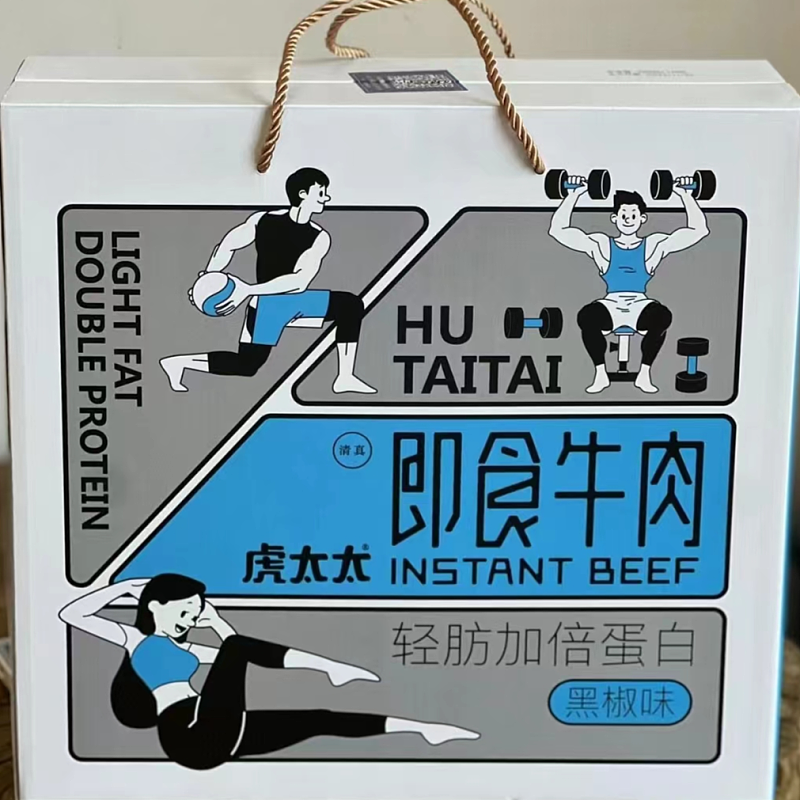 LIGHT FAT
DOUBLE PROTEIN
HU
TAITAI
清真
即食牛肉
虎太太®
INSTANT BEEF
轻肪加倍蛋白
黑椒味